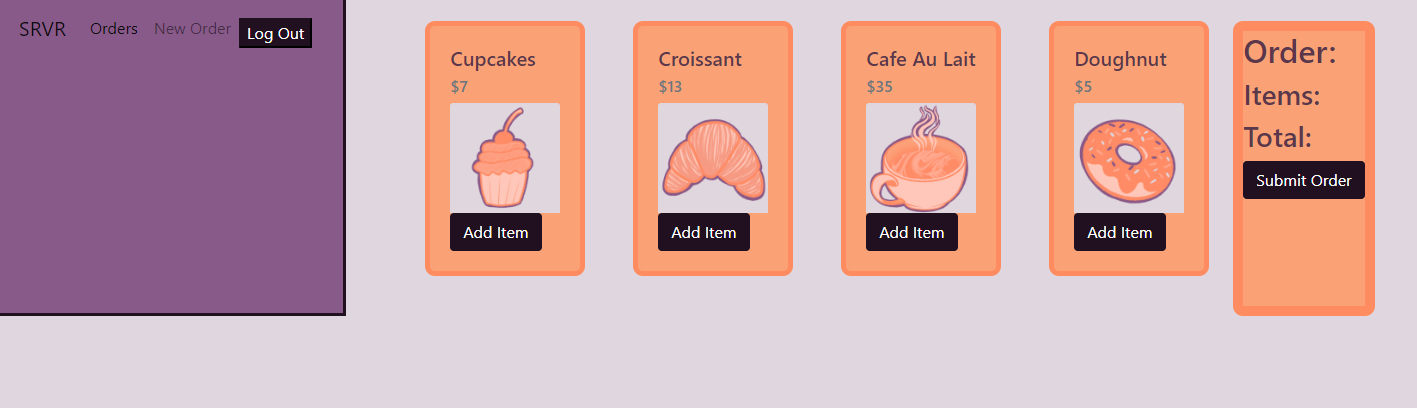 SRVR Orders New Order Log Out
Cupcakes
$7
Add Item
Croissant
$13
Add Item
Cafe Au Lait
$35
Add Item
Doughnut
$5
Add Item
Order:
Items:
Total:
Submit Order